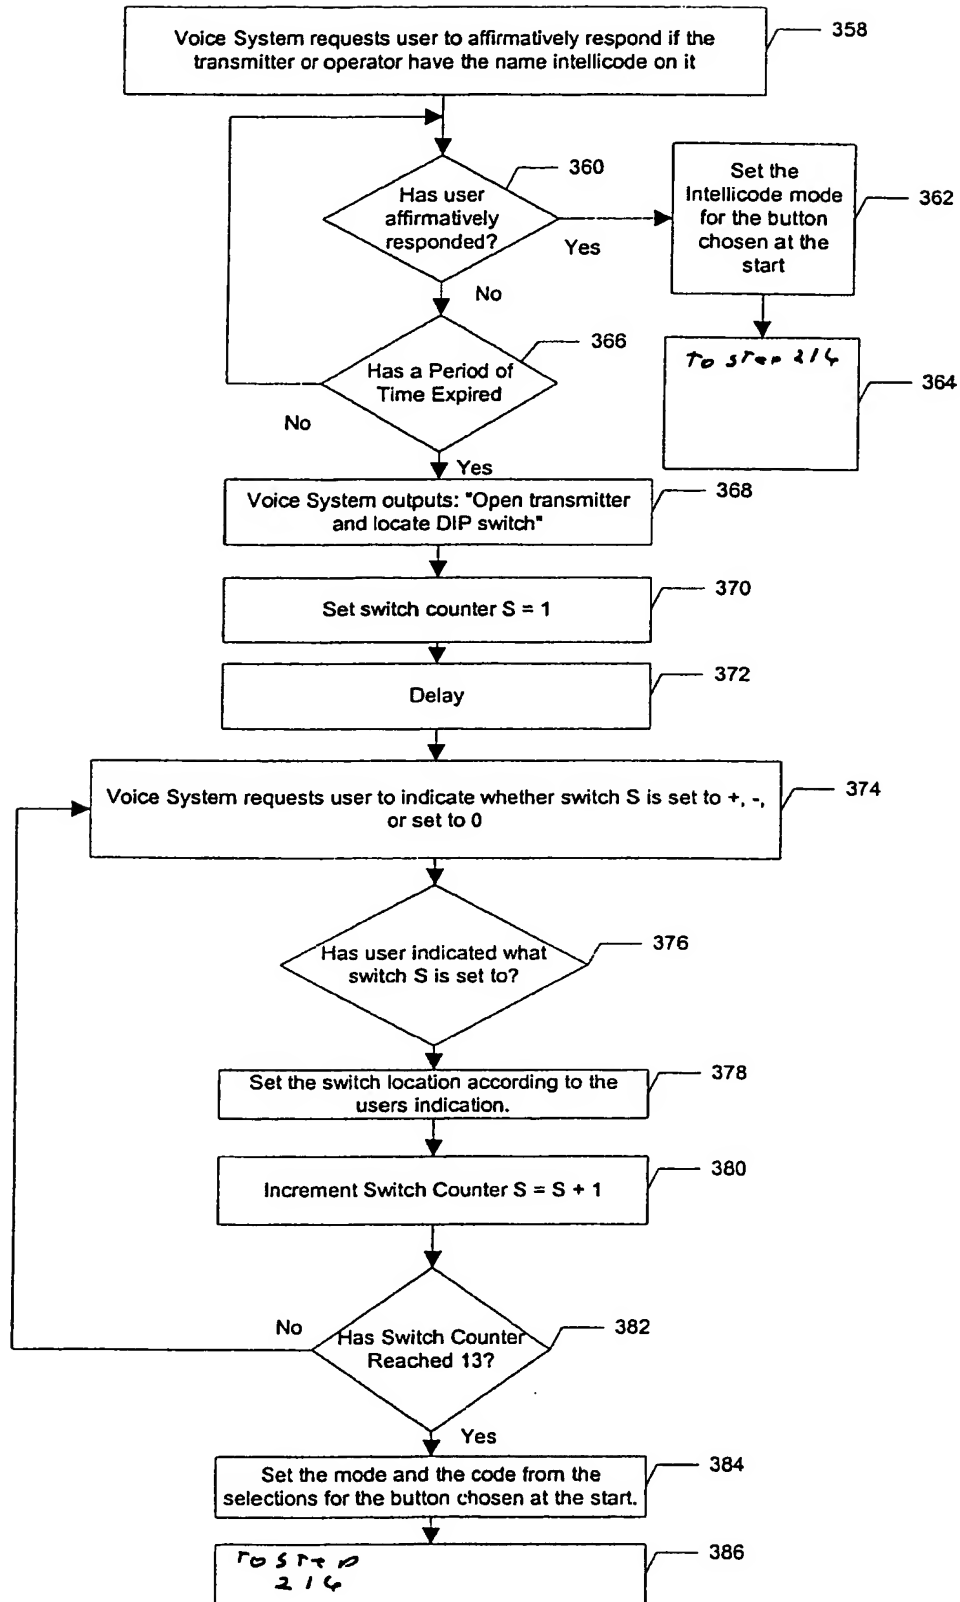 Voice System requests user to affirmatively respond if the
transmitter or operator have the name intellicode on it
358
Has user
affirmatively
responded?
360
Yes
No
Set the
Intellicode mode
for the button
chosen at the
start
362
To step 214
364
Has a Period of
Time Expired
366
No
Yes
Voice System outputs: "Open transmitter
and locate DIP switch"
368
Set switch counter S = 1
370
Delay
372
Voice System requests user to indicate whether switch S is set to +, -,
or set to 0
374
Has user indicated what
switch S is set to?
376
Set the switch location according to the
users indication.
378
Increment Switch Counter S = S + 1
380
Has Switch Counter
Reached 13?
382
No
Yes
Set the mode and the code from the
selections for the button chosen at the start.
384
To step
214
386